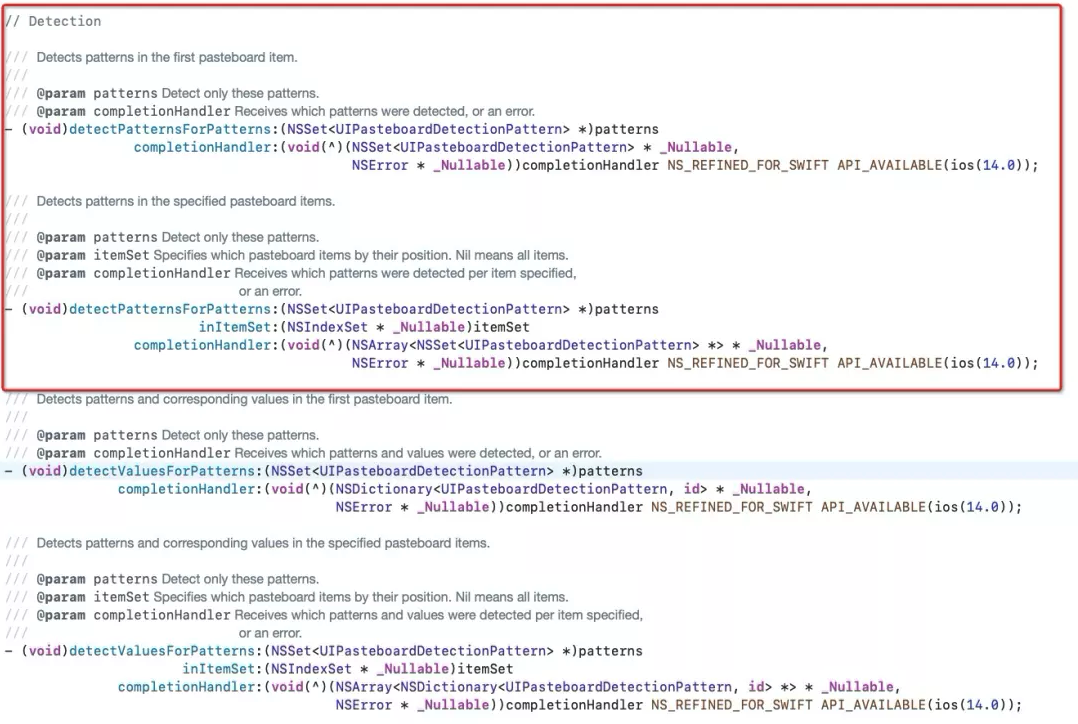 // Detection
/// Detects patterns in the first pasteboard item.
///
/// @param patterns Detect only these patterns.
/// @param completionHandler Receives which patterns were detected, or an error.
- (void)detectPatternsForPatterns:(NSSet<UIPasteboardDetectionPattern> *)patterns
completionHandler:(void(^)(NSSet<UIPasteboardDetectionPattern> * _Nullable,
NSError * _Nullable))completionHandler NS_REFINED_FOR_SWIFT API_AVAILABLE(ios(14.0));
/// Detects patterns in the specified pasteboard items.
///
/// @param patterns Detect only these patterns.
/// @param itemSet Specifies which pasteboard items by their position. Nil means all items.
/// @param completionHandler Receives which patterns were detected per item specified,
/// or an error.
- (void)detectPatternsForPatterns:(NSSet<UIPasteboardDetectionPattern> *)patterns
inItemSet:(NSIndexSet * _Nullable)itemSet
completionHandler:(void(^)(NSArray<NSSet<UIPasteboardDetectionPattern> *> * _Nullable,
NSError * _Nullable))completionHandler NS_REFINED_FOR_SWIFT API_AVAILABLE(ios(14.0));
/// Detects patterns and corresponding values in the first pasteboard item.
///
/// @param patterns Detect only these patterns.
/// @param completionHandler Receives which patterns and values were detected, or an error.
- (void)detectValuesForPatterns:(NSSet<UIPasteboardDetectionPattern> *)patterns
completionHandler:(void(^)(NSDictionary<UIPasteboardDetectionPattern, id> * _Nullable,
NSError * _Nullable))completionHandler NS_REFINED_FOR_SWIFT API_AVAILABLE(ios(14.0));
/// Detects patterns and corresponding values in the specified pasteboard items.
///
/// @param patterns Detect only these patterns.
/// @param itemSet Specifies which pasteboard items by their position. Nil means all items.
/// @param completionHandler Receives which patterns and values were detected per item specified,
/// or an error.
- (void)detectValuesForPatterns:(NSSet<UIPasteboardDetectionPattern> *)patterns
inItemSet:(NSIndexSet * _Nullable)itemSet
completionHandler:(void(^)(NSArray<NSDictionary<UIPasteboardDetectionPattern, id> *> * _Nullable,
NSError * _Nullable))completionHandler NS_REFINED_FOR_SWIFT API_AVAILABLE(ios(14.0));